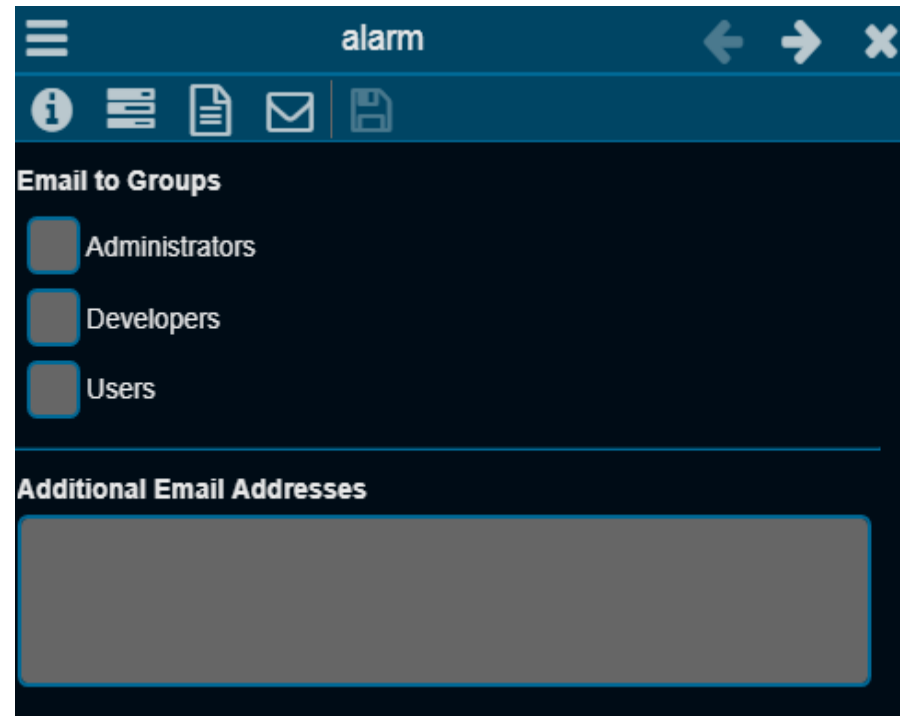 alarm
Email to Groups
Administrators
Developers
Users
Additional Email Addresses